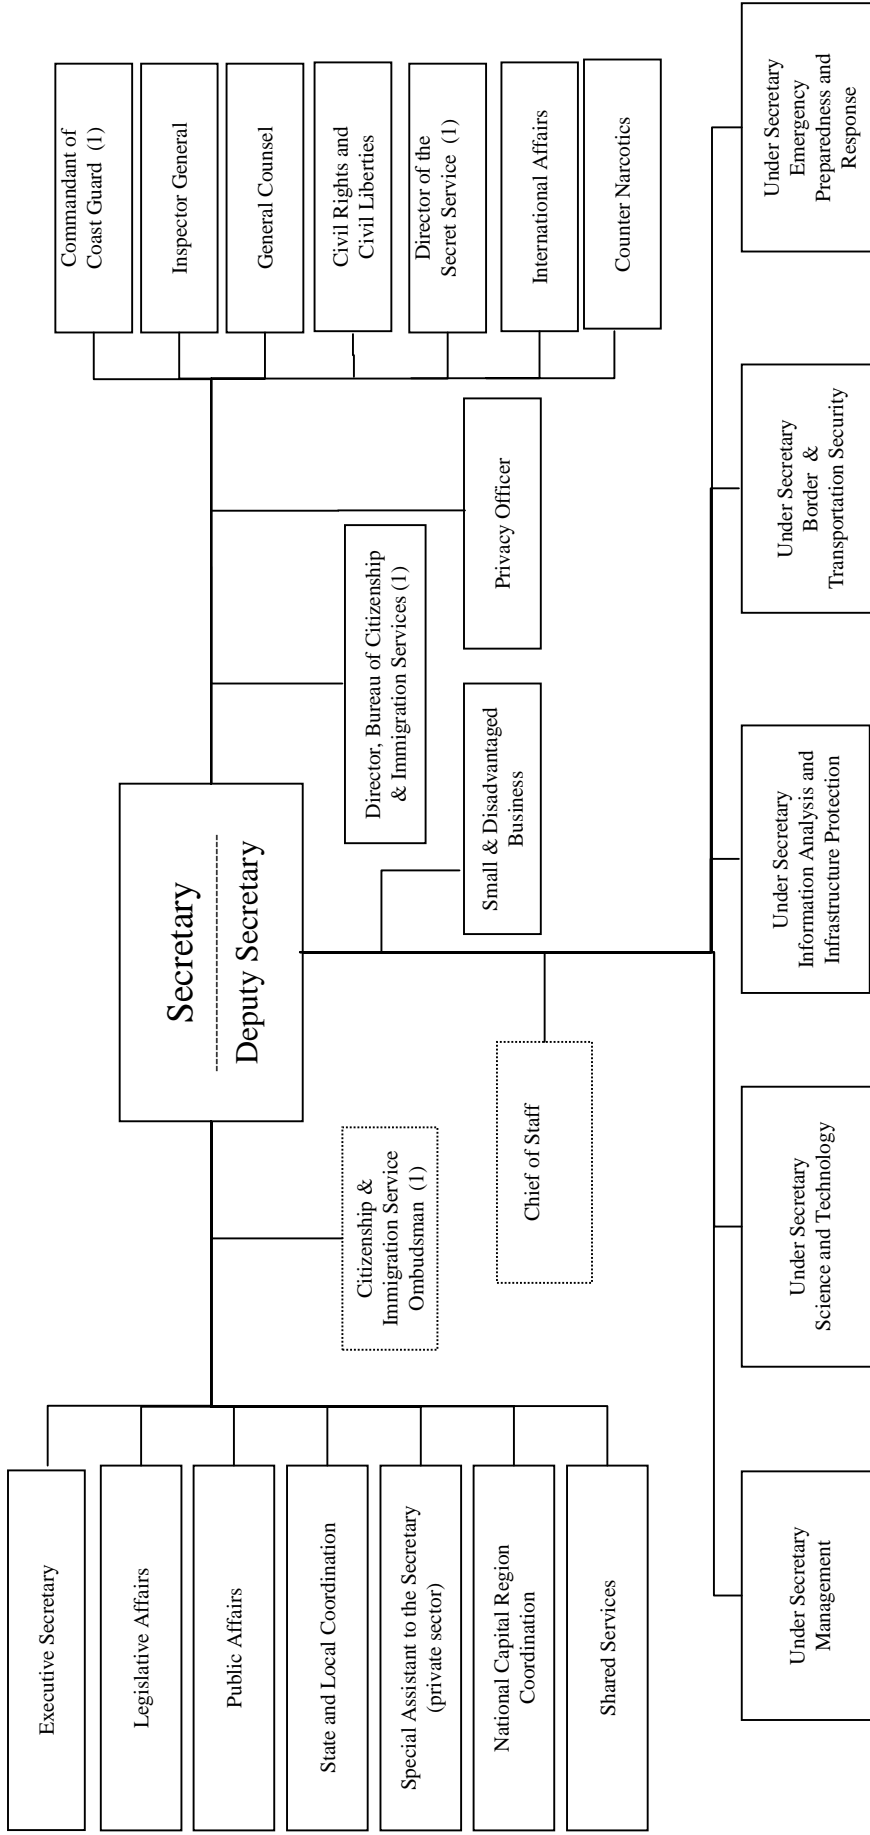 Secretary
Deputy Secretary
Executive Secretary
Legislative Affairs
Public Affairs
State and Local Coordination
Special Assistant to the Secretary
(private sector)
National Capital Region
Coordination
Shared Services
Citizenship &
Immigration Service
Ombudsman (1)
Chief of Staff
Director, Bureau of Citizenship
& Immigration Services (1)
Small & Disadvantaged
Business
Privacy Officer
Commandant of
Coast Guard (1)
Inspector General
General Counsel
Civil Rights and
Civil Liberties
Director of the
Secret Service (1)
International Affairs
Counter Narcotics
Under Secretary
Management
Under Secretary
Science and Technology
Under Secretary
Information Analysis and
Infrastructure Protection
Under Secretary
Border &
Transportation Security
Under Secretary
Emergency
Preparedness and
Response